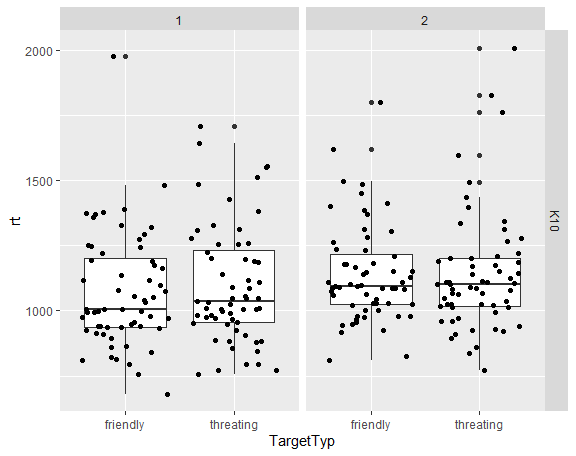 1 2
2000
1500
1000
rt
K10
friendly threating friendly threating
TargetTyp